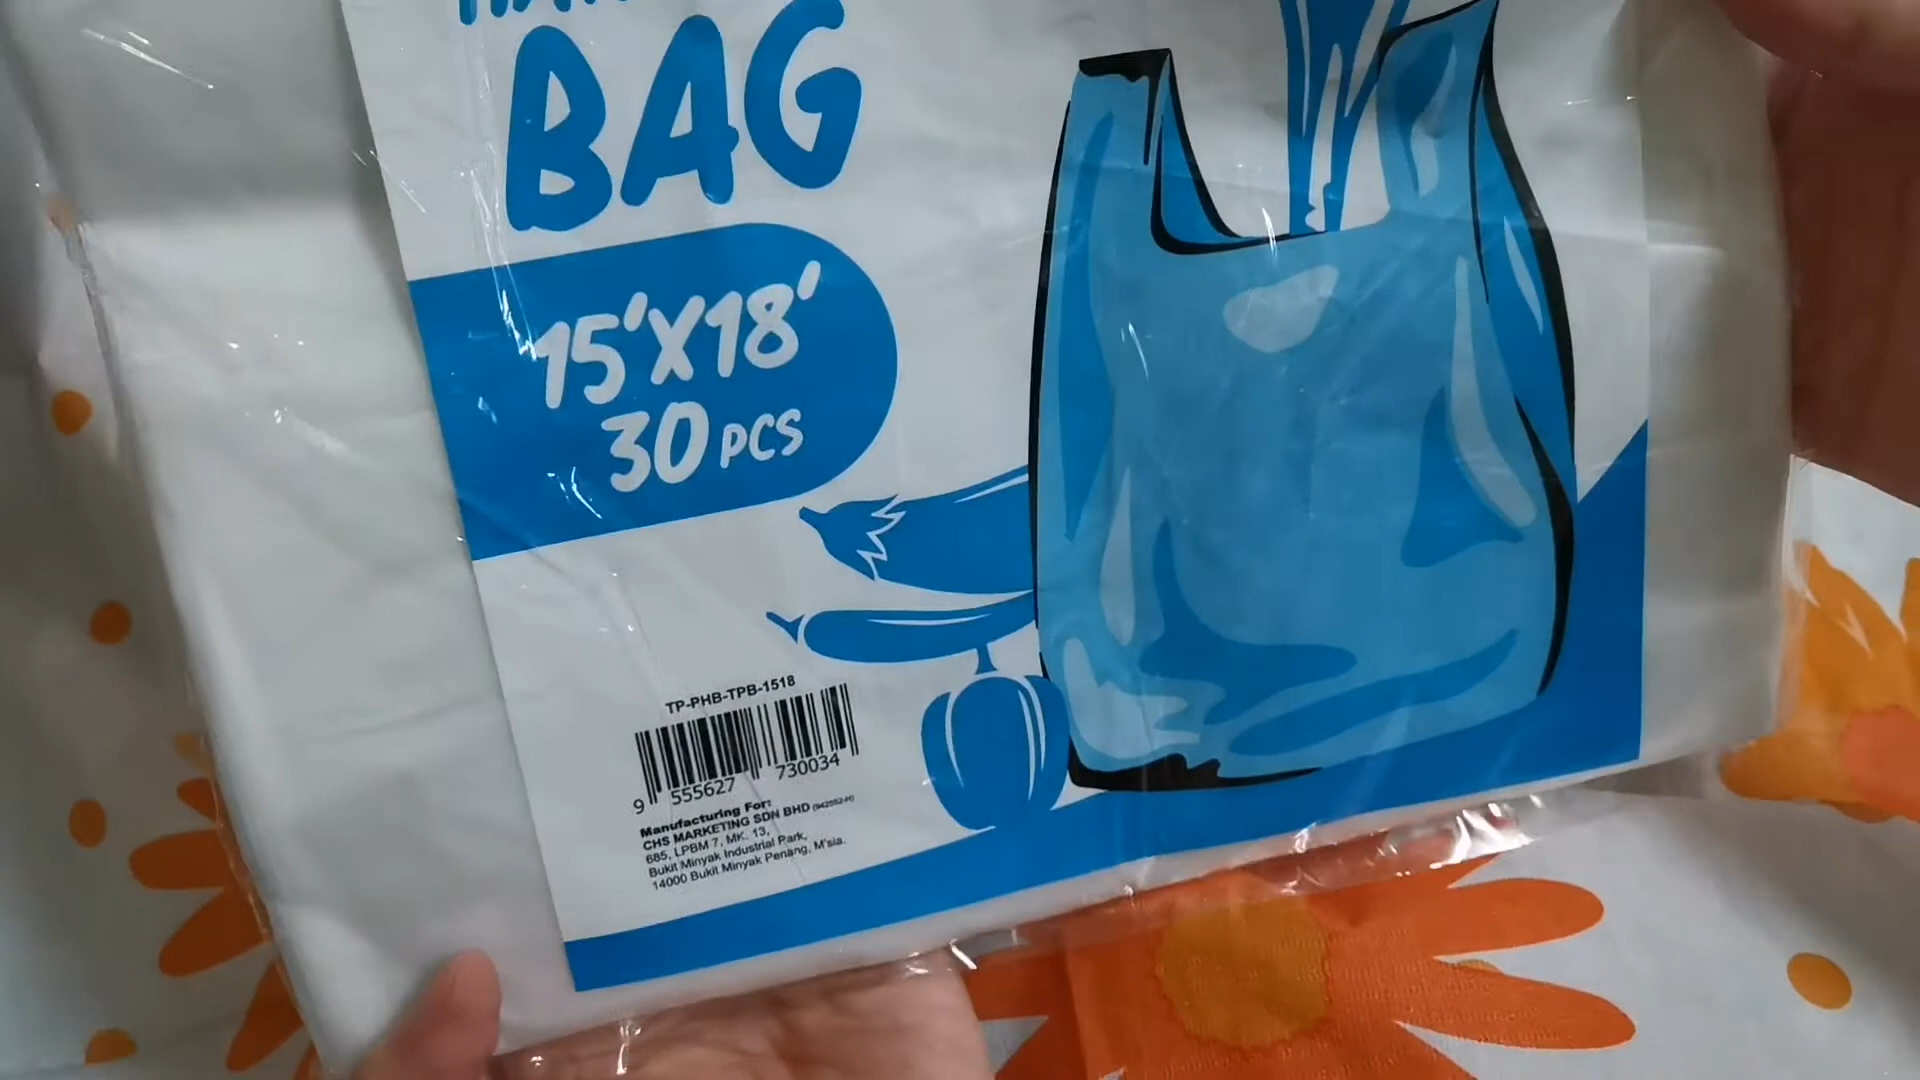 BAG
15'X18'
30 PCS
TP-PHB-TPB-1518
9 555627 730034
Manufacturing For:
CHS MARKETING SDN BHD (942552-H)
685, LPBM 7, MK. 13,
Bukit Minyak Industrial Park,
14000 Bukit Minyak Penang, M'sia.